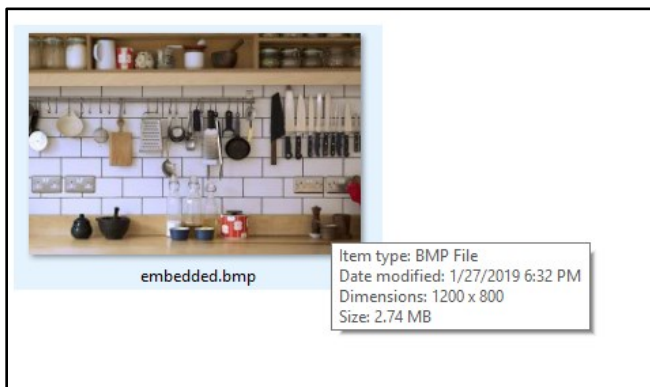 embedded.bmp
Item type: BMP File
Date modified: 1/27/2019 6:32 PM
Dimensions: 1200 x 800
Size: 2.74 MB